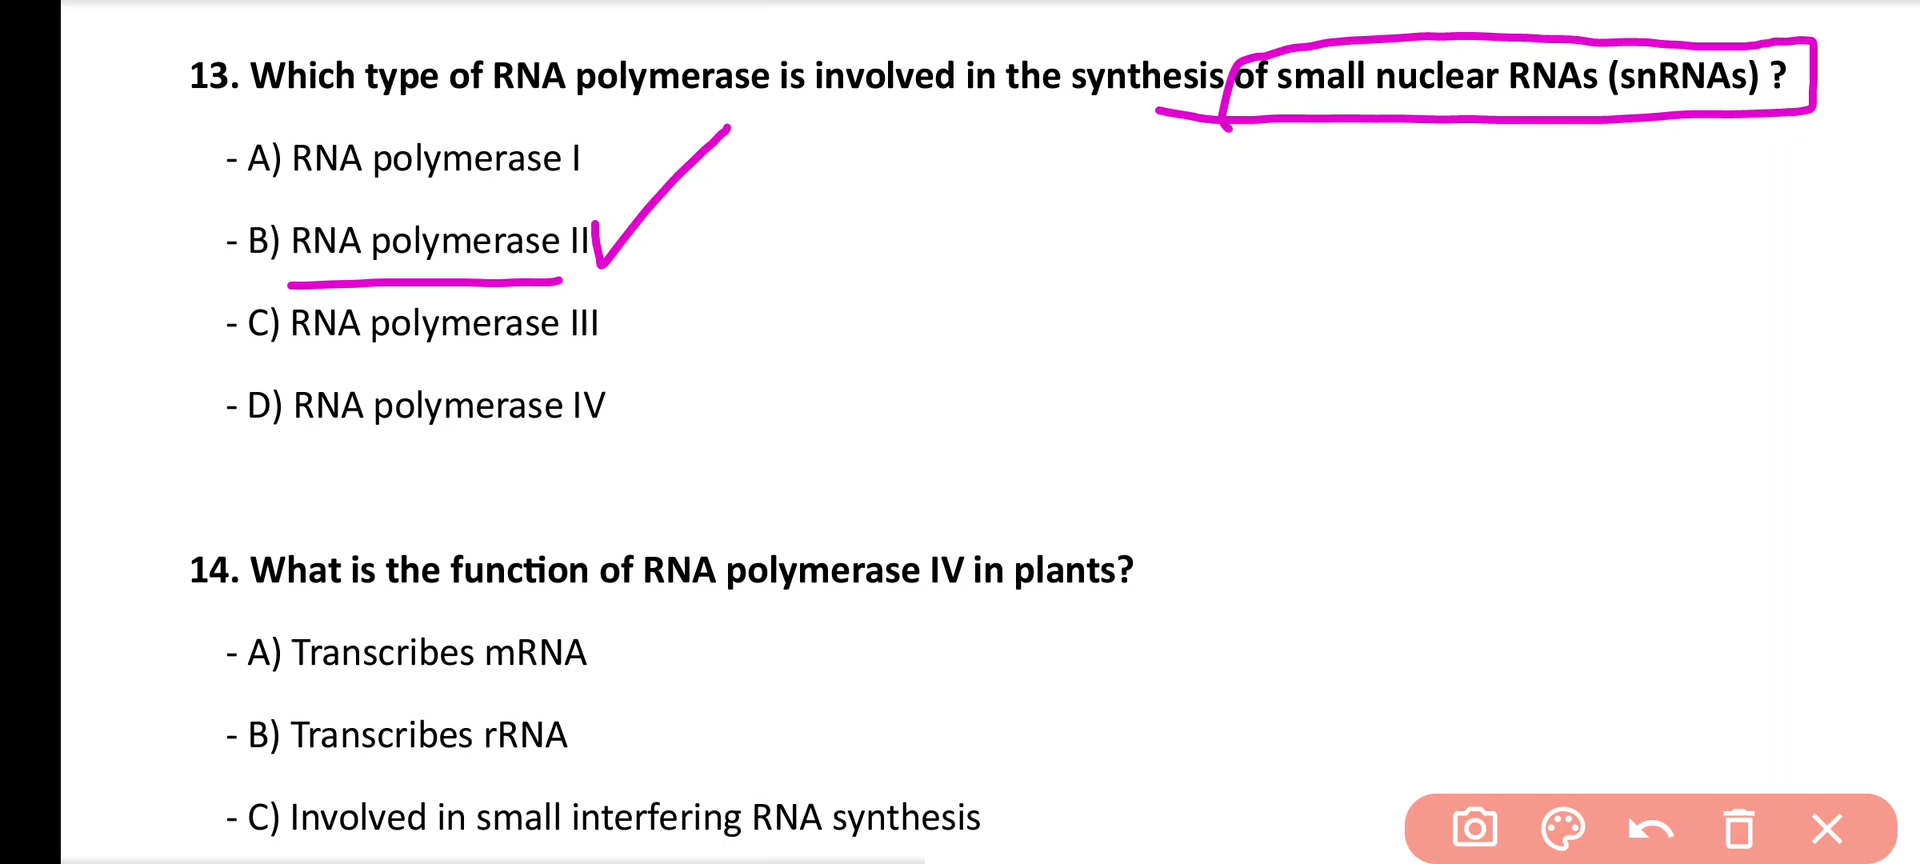 13. Which type of RNA polymerase is involved in the synthesis of small nuclear RNAs (snRNAs) ?
- A) RNA polymerase I
- B) RNA polymerase II
- C) RNA polymerase III
- D) RNA polymerase IV
14. What is the function of RNA polymerase IV in plants?
- A) Transcribes mRNA
- B) Transcribes rRNA
- C) Involved in small interfering RNA synthesis